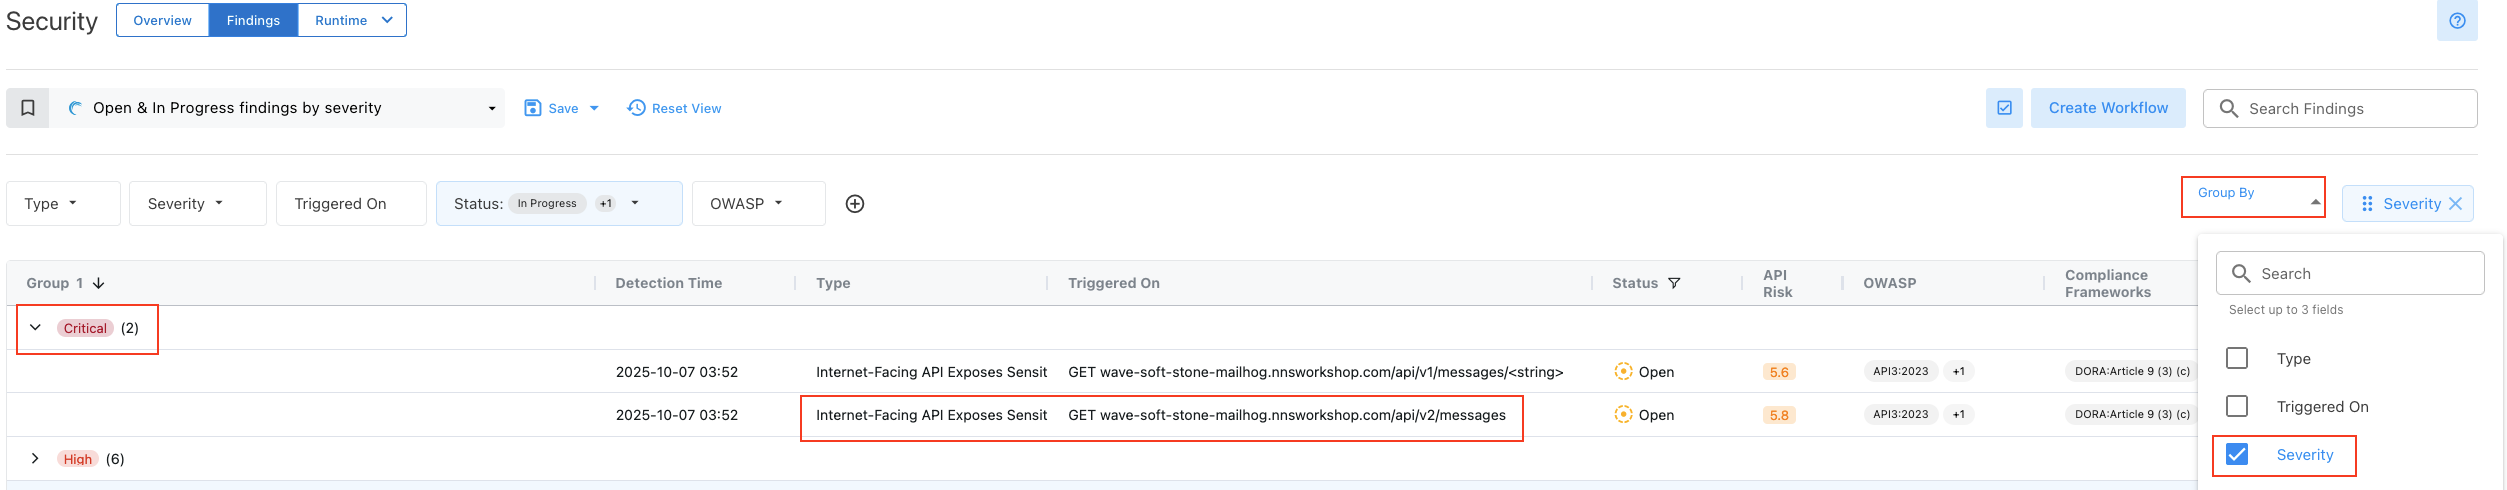 Security Overview Findings Runtime
Open & In Progress findings by severity Save Reset View Create Workflow Search Findings
Type Severity Triggered On Status: In Progress +1 OWASP Group By Severity
Search
Select up to 3 fields
Type
Triggered On
Severity
Group 1 Detection Time Type Triggered On Status API Risk OWASP Compliance Frameworks
Critical (2)
2025-10-07 03:52 Internet-Facing API Exposes Sensit GET wave-soft-stone-mailhog.nnsworkshop.com/api/v1/messages/<string> Open 5.6 API3:2023 +1 DORA:Article 9 (3) (c)
2025-10-07 03:52 Internet-Facing API Exposes Sensit GET wave-soft-stone-mailhog.nnsworkshop.com/api/v2/messages Open 5.8 API3:2023 +1 DORA:Article 9 (3) (c)
High (6)